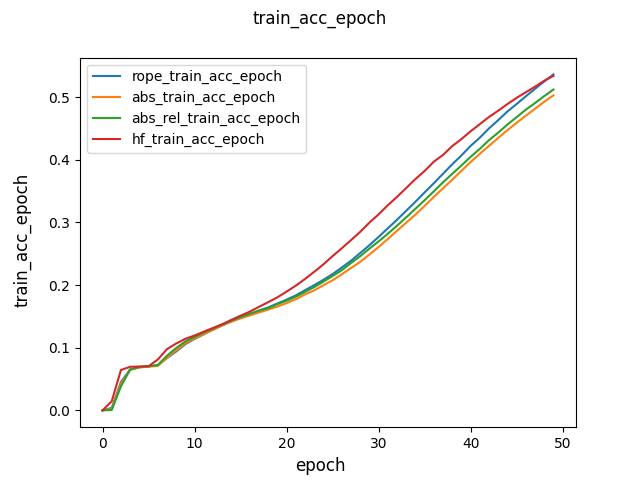 train_acc_epoch
rope_train_acc_epoch
abs_train_acc_epoch
abs_rel_train_acc_epoch
hf_train_acc_epoch
train_acc_epoch
0.5
0.4
0.3
0.2
0.1
0.0
0 10 20 30 40 50
epoch